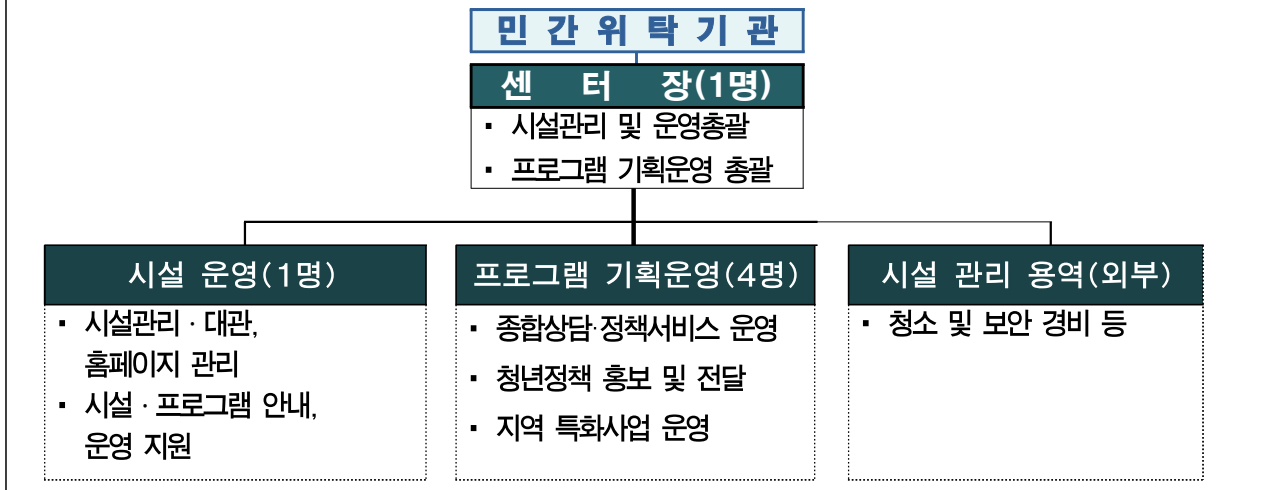 민 간 위 탁 기 관
센 터 장(1명)
▪ 시설관리 및 운영총괄
▪ 프로그램 기획운영 총괄
시설 운영(1명)
▪ 시설관리 · 대관,
홈페이지 관리
▪ 시설 · 프로그램 안내,
운영 지원
프로그램 기획운영(4명)
▪ 종합상담·정책서비스 운영
▪ 청년정책 홍보 및 전달
▪ 지역 특화사업 운영
시설 관리 용역(외부)
▪ 청소 및 보안 경비 등